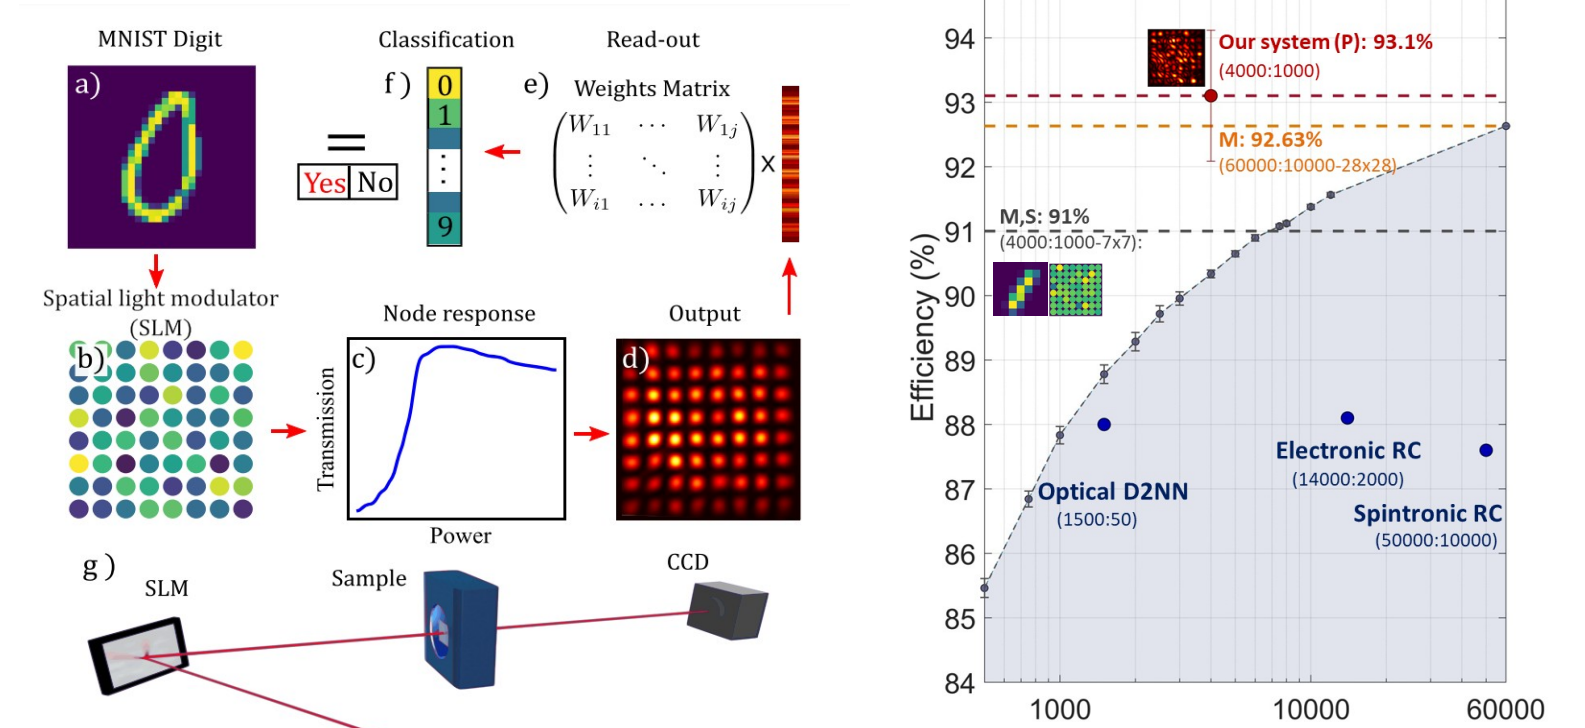 MNIST Digit
Classification
Read-out
a)
f )
0
1
⋮
9
e)
Weights Matrix
W11 ⋯ W1j
⋮ ⋱ ⋮
Wi1 … Wij
X
=
Yes No
Spatial light modulator
(SLM)
b)
Node response
c)
Transmission
Power
Output
d)
g )
SLM
Sample
CCD
Efficiency (%)
94
93
92
91
90
89
88
87
86
85
84
1000
10000
60000
Our system (P): 93.1%
(4000:1000)
M: 92.63%
(60000:10000-28x28)
M,S: 91%
(4000:1000-7x7):
Optical D2NN
(1500:50)
Electronic RC
(14000:2000)
Spintronic RC
(50000:10000)